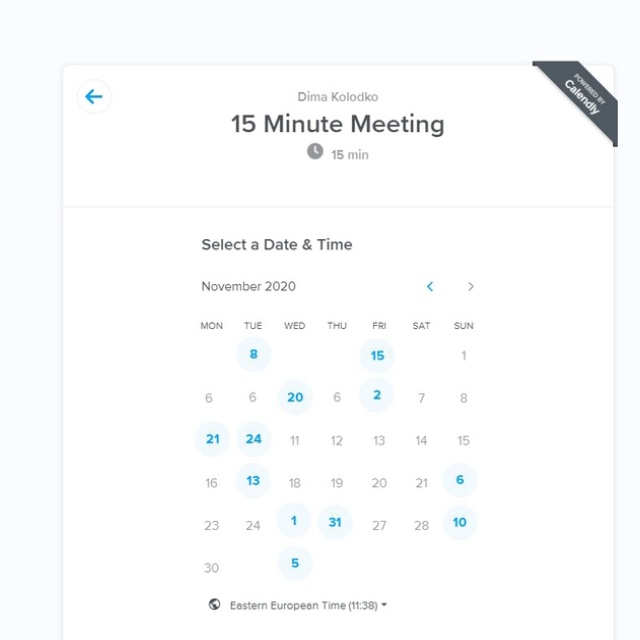 Dima Kolodko
15 Minute Meeting
15 min
POWERED BY
Calendly
Select a Date & Time
November 2020
MON TUE WED THU FRI SAT SUN
8 15 1
6 6 20 6 2 7 8
21 24 11 12 13 14 15
16 13 18 19 20 21 6
23 24 1 31 27 28 10
30 5
Eastern European Time (11:38)